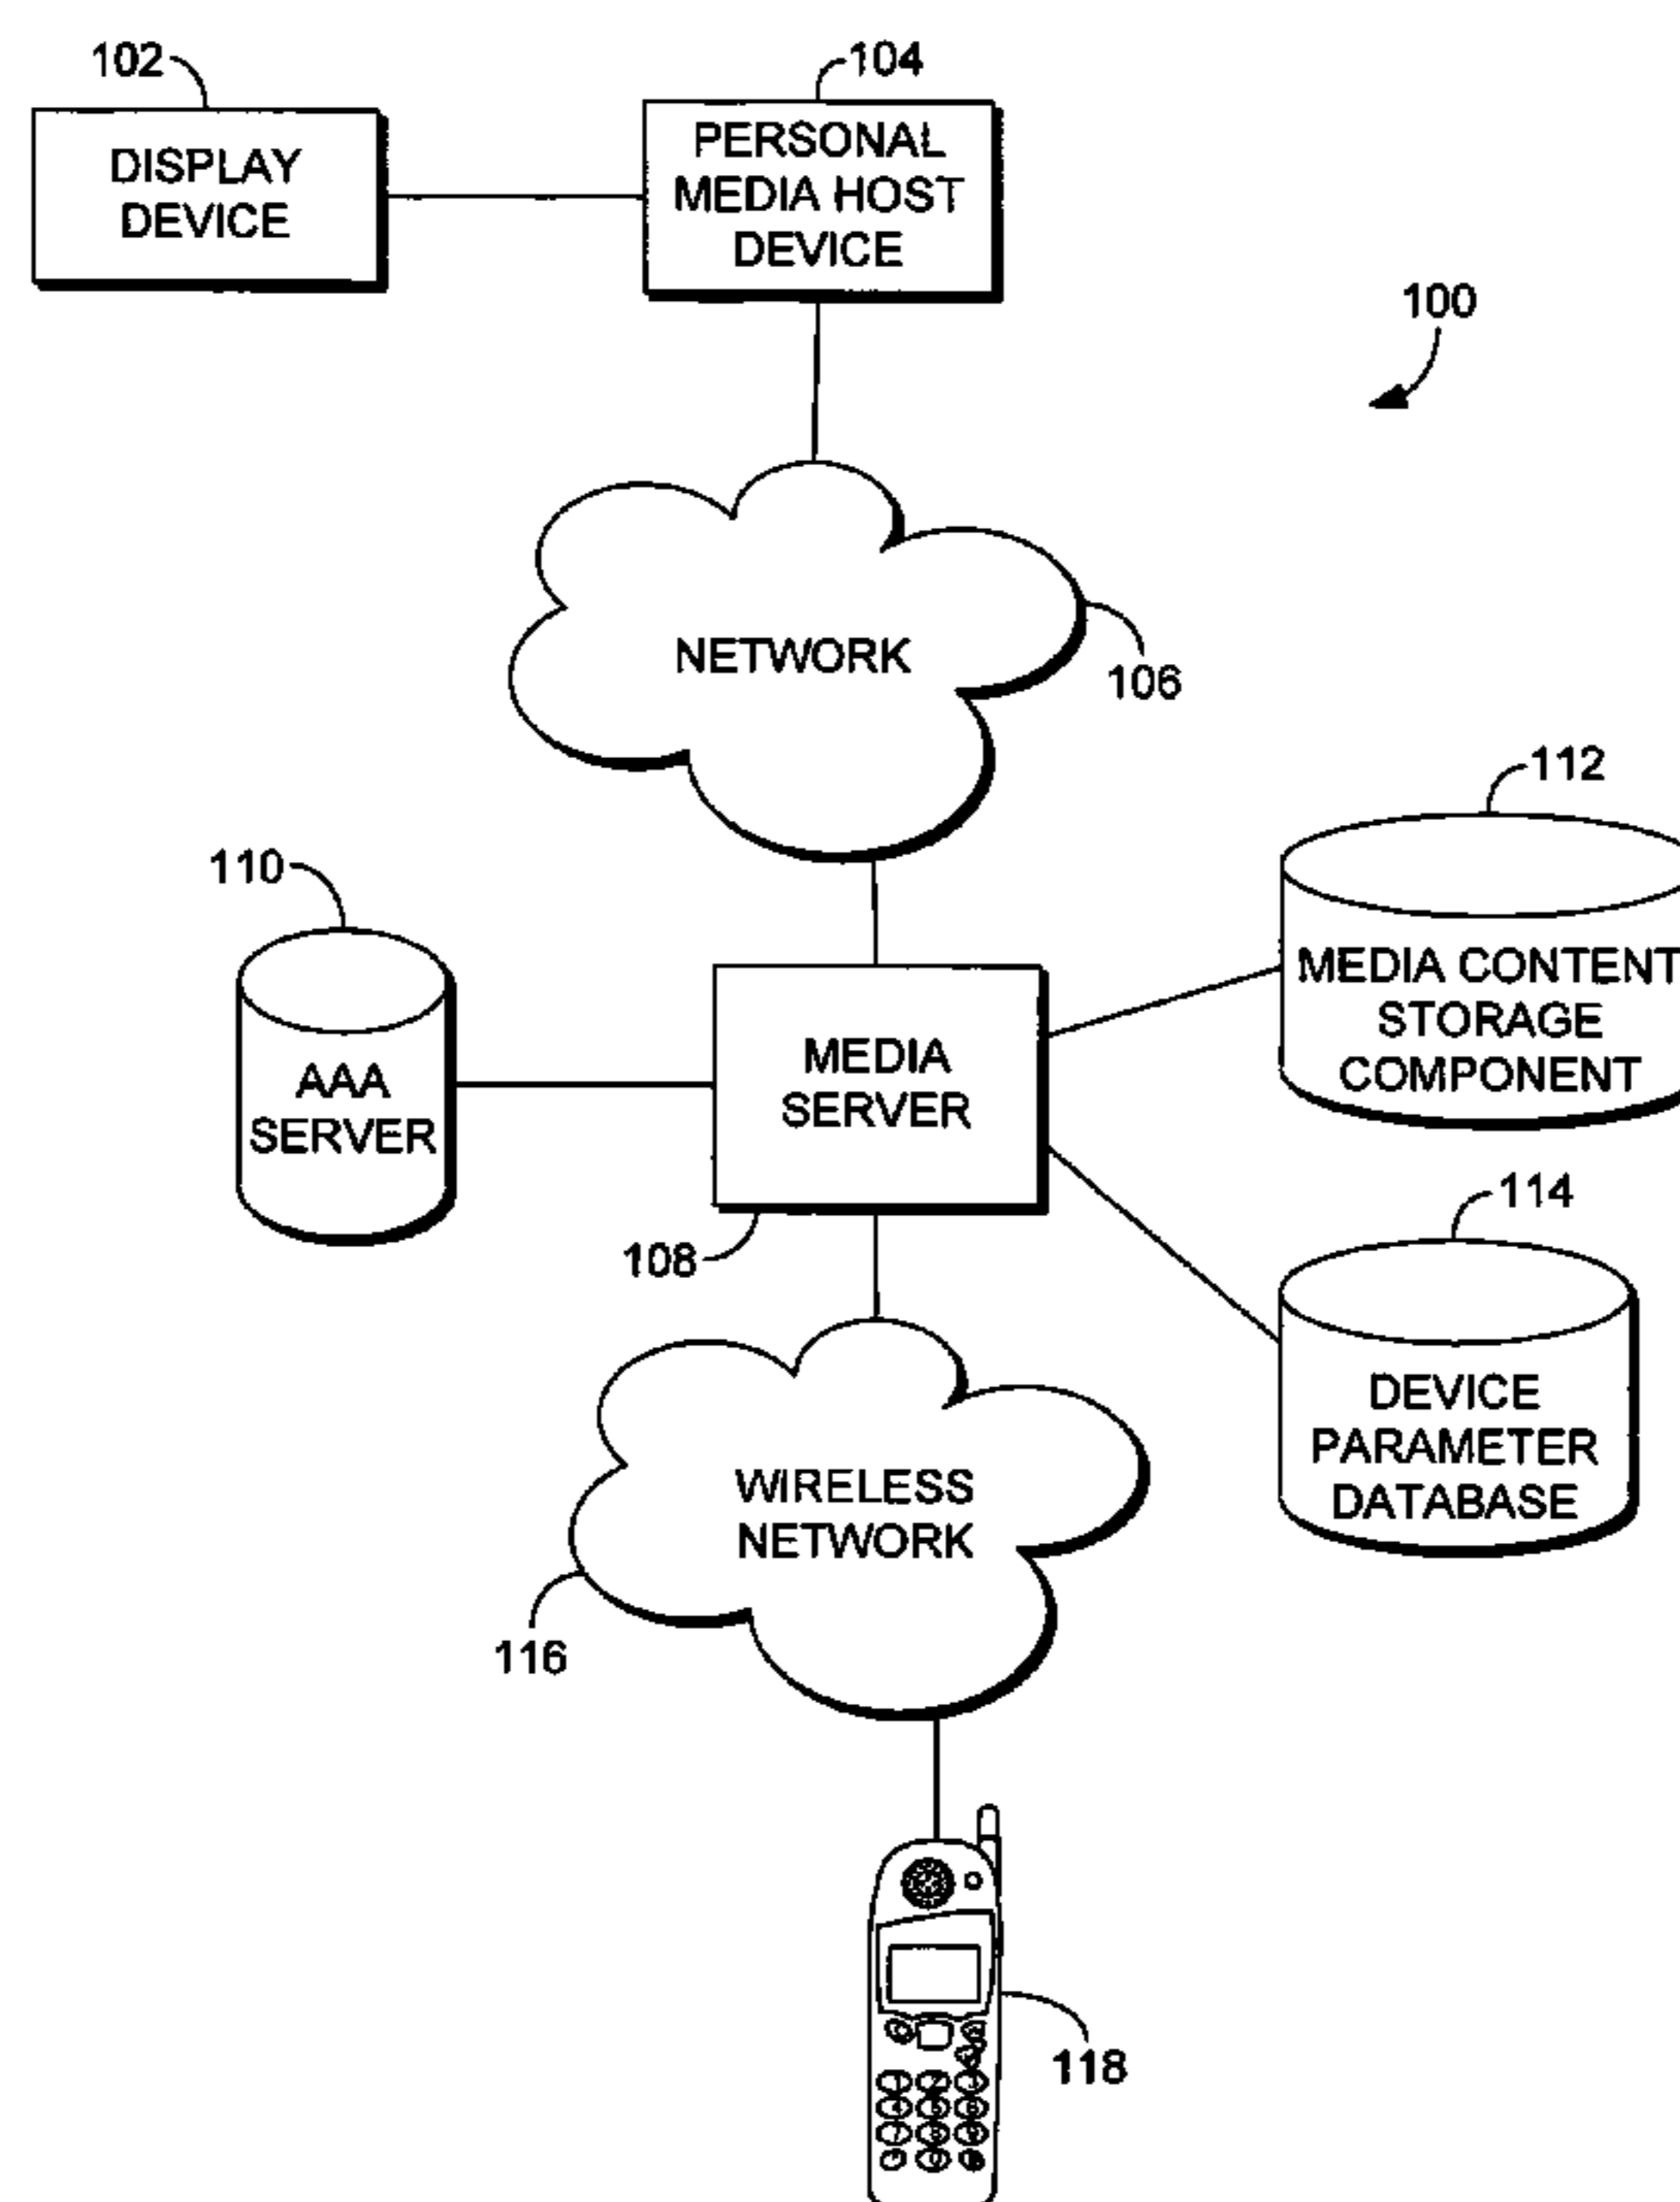 102
104
DISPLAY
DEVICE
PERSONAL
MEDIA HOST
DEVICE
100
NETWORK
106
112
110
MEDIA CONTENT
STORAGE
COMPONENT
AAA
SERVER
MEDIA
SERVER
108
114
DEVICE
PARAMETER
DATABASE
WIRELESS
NETWORK
116
118